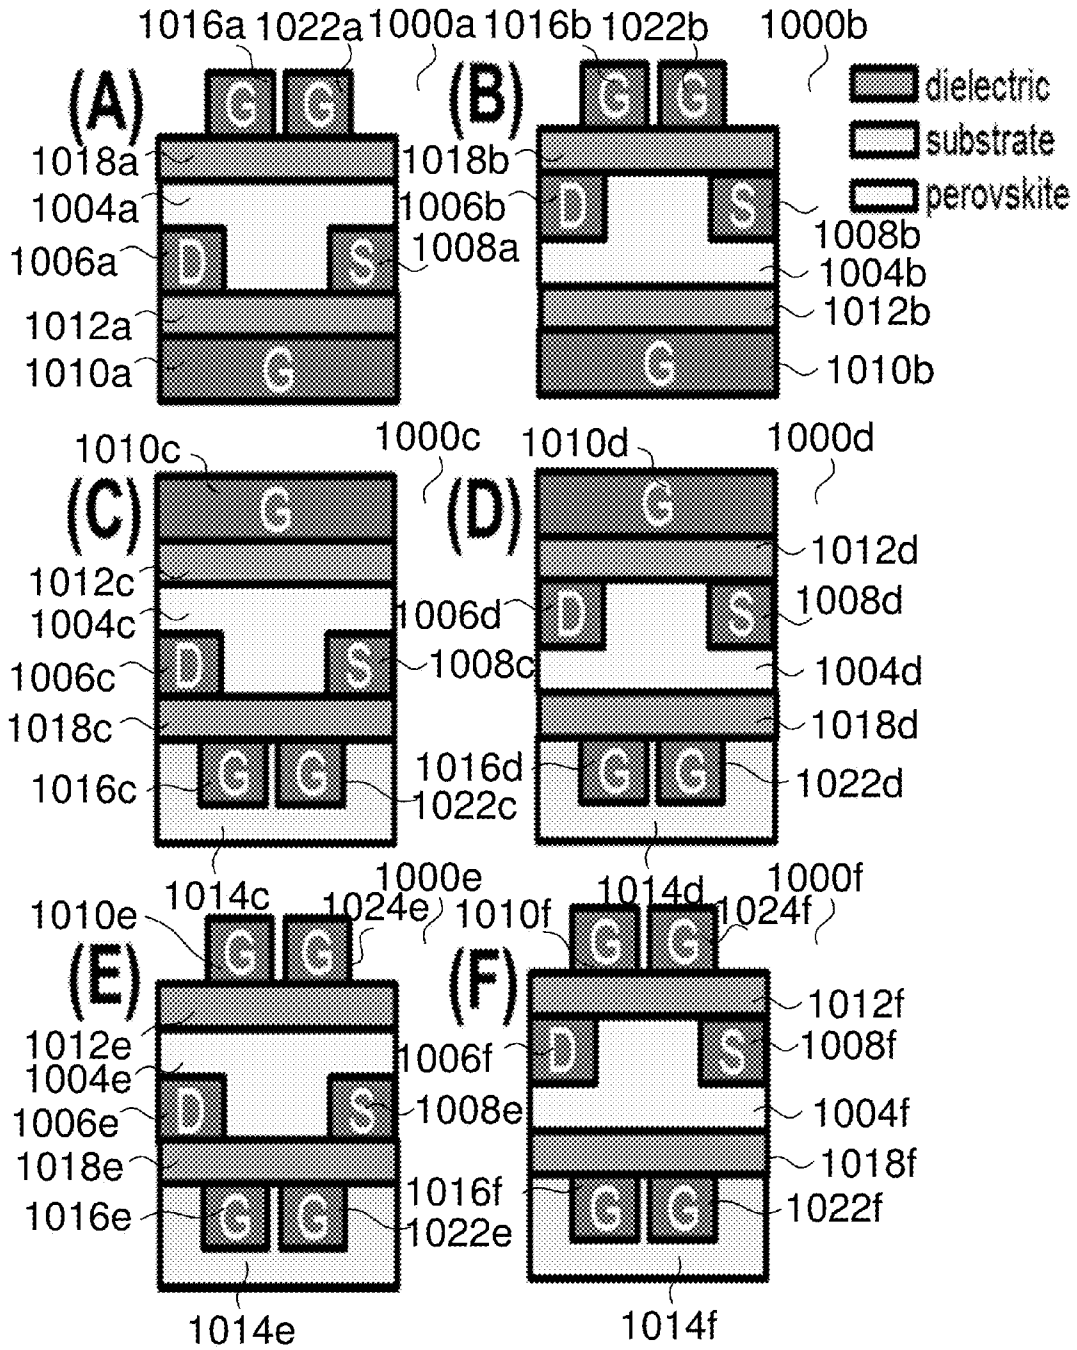 1016a 1022a 1000a 1016b 1022b 1000b
(A) G G (B) G G dielectric
1018a 1018b substrate
1004a 1006b D S perovskite
1006a D S 1008a 1008b
1004b
1012a 1012b
1010a G G 1010b
1010c 1000c 1010d 1000d
(C) G (D) G
1012c 1012d
1004c 1006d D S 1008d
1006c D S 1008c 1004d
1018c 1018d
1016c G G 1022c 1016d G G 1022d
1014c 1014d
1010e 1024e 1000e 1010f 1024f 1000f
(E) G G (F) G G
1012e 1012f
1004e 1006f D S 1008f
1006e D S 1008e 1004f
1018e 1018f
1016e G G 1022e 1016f G G 1022f
1014e 1014f